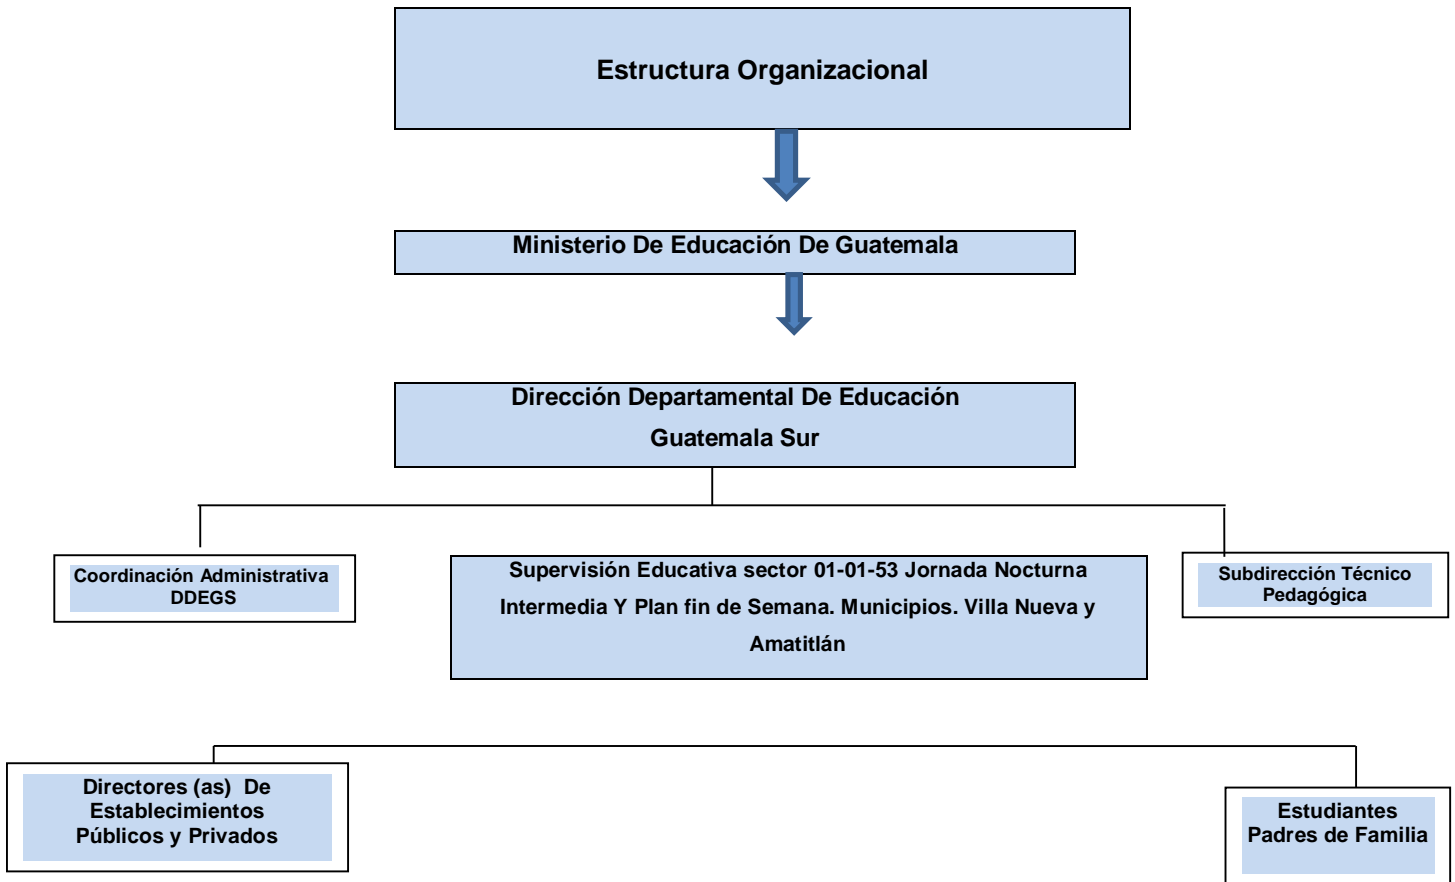 Estructura Organizacional
Ministerio De Educación De Guatemala
Dirección Departamental De Educación
Guatemala Sur
Coordinación Administrativa
DDEGS
Supervisión Educativa sector 01-01-53 Jornada Nocturna
Intermedia Y Plan fin de Semana. Municipios. Villa Nueva y
Amatitlán
Subdirección Técnico
Pedagógica
Directores (as) De
Establecimientos
Públicos y Privados
Estudiantes
Padres de Familia